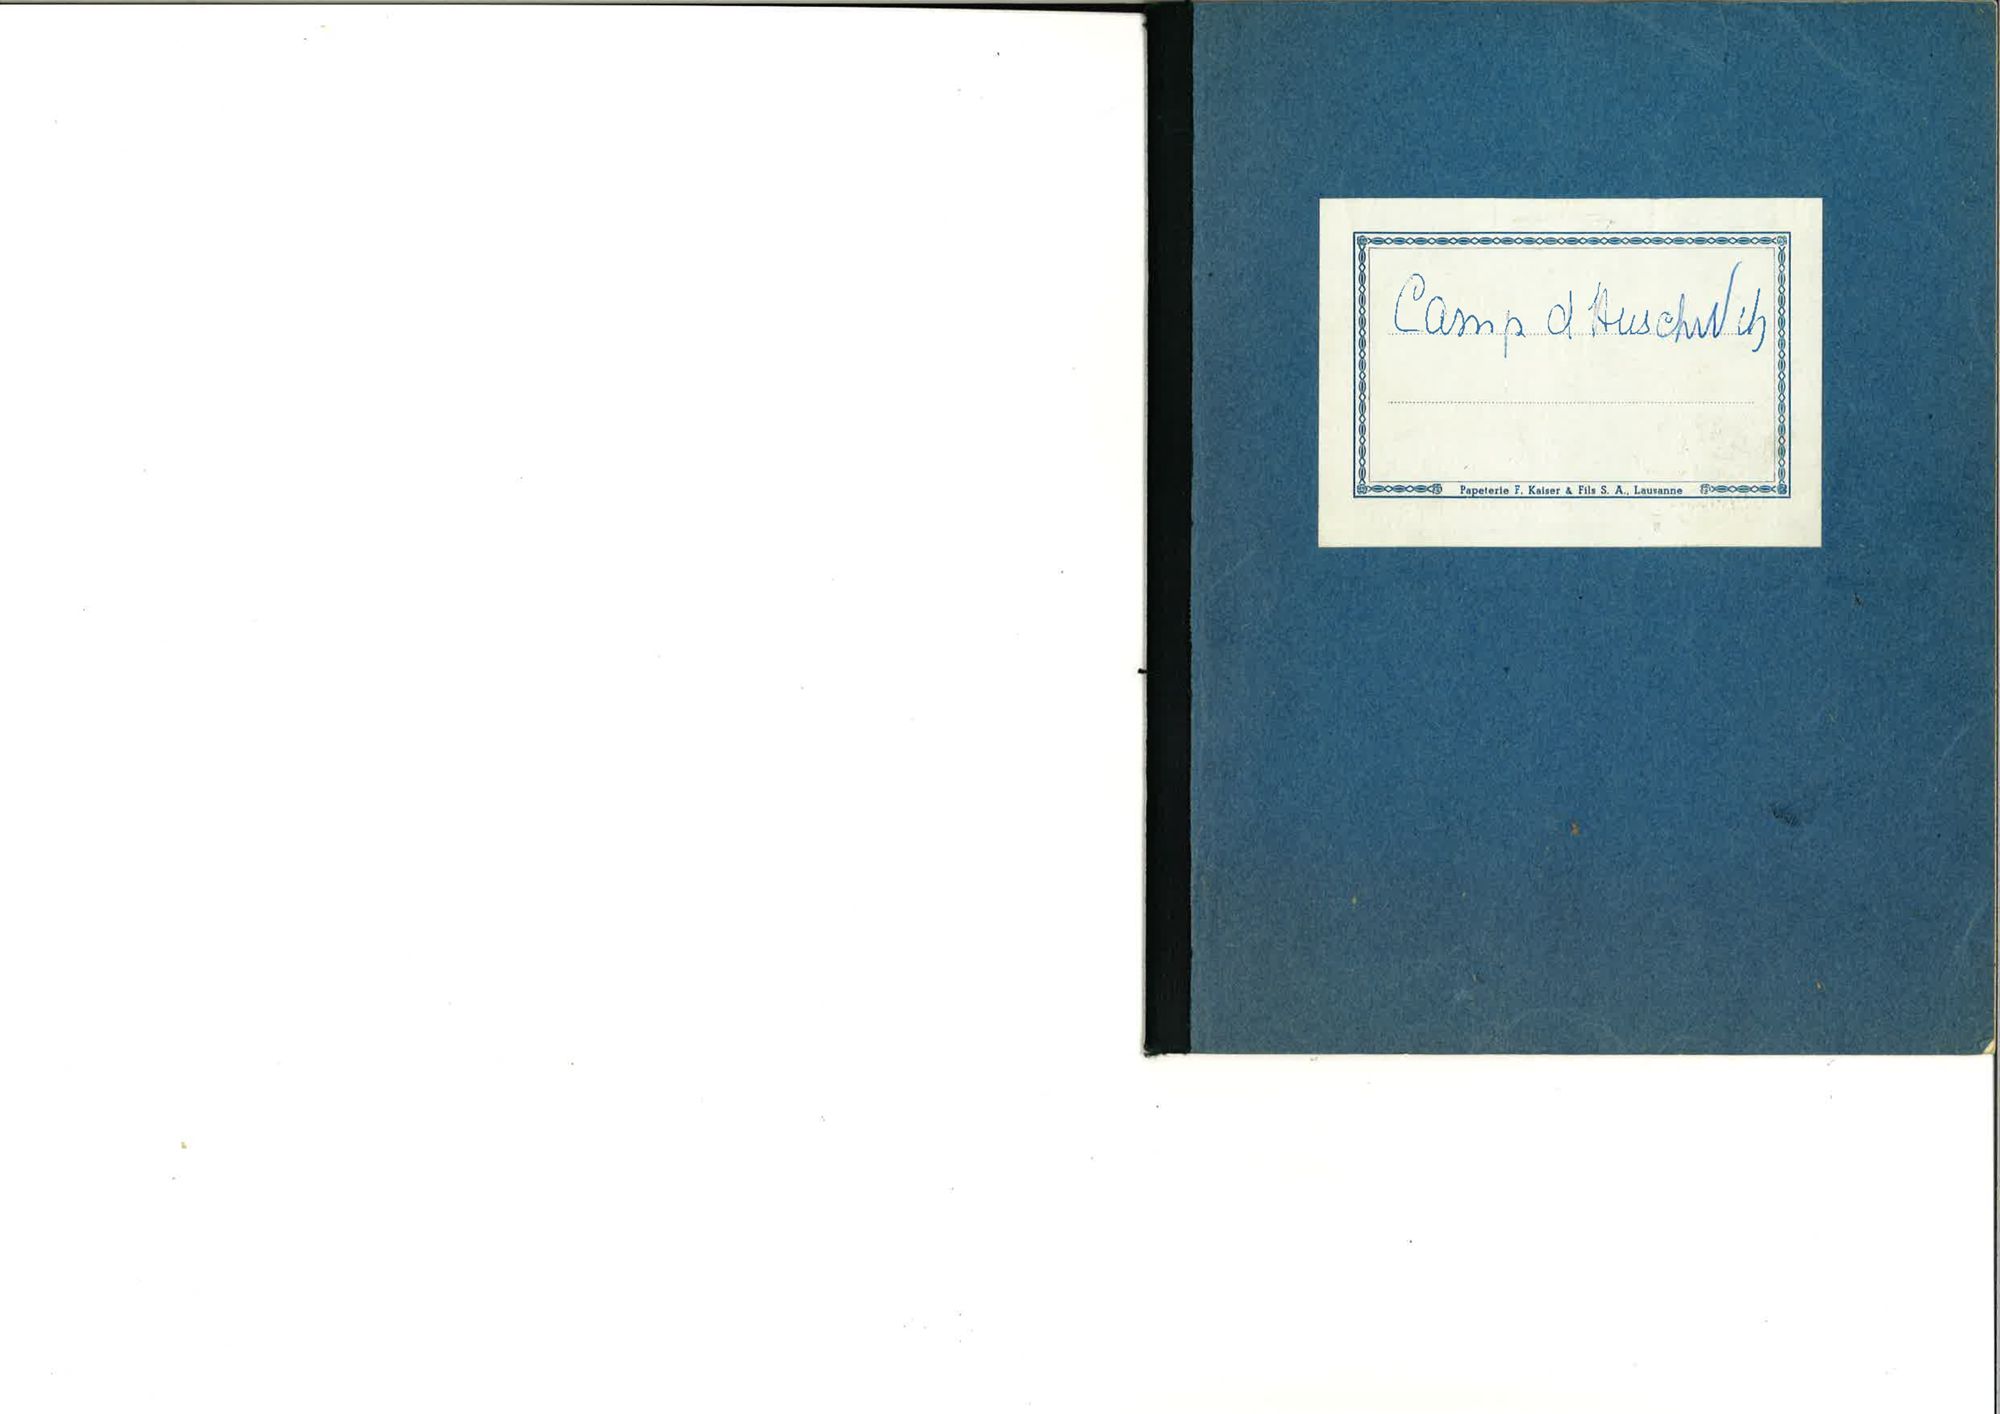 Camp d'Auschwitz
Papeterie F. Kaiser & Fils S. A., Lausanne